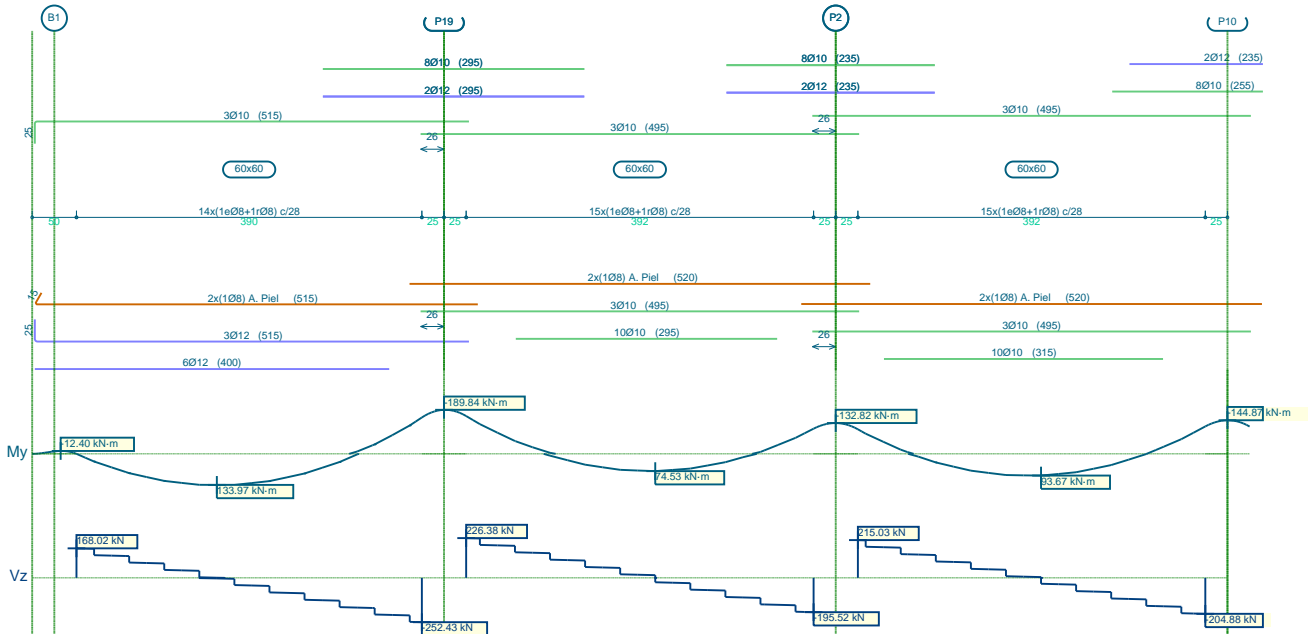 B1 P19 P2 P10
2Ø12 (235)
8Ø10 (295) 8Ø10 (235)
8Ø10 (255)
2Ø12 (295) 2Ø12 (235)
3Ø10 (515) 3Ø10 (495)
26
25 3Ø10 (495)
26
60x60 60x60 60x60
14x(1eØ8+1rØ8) c/28 15x(1eØ8+1rØ8) c/28 15x(1eØ8+1rØ8) c/28
50 390 25 25 392 25 25 392 25
2x(1Ø8) A. Piel (520)
15 2x(1Ø8) A. Piel (515) 2x(1Ø8) A. Piel (520)
3Ø10 (495)
26
25 3Ø12 (515) 10Ø10 (295) 3Ø10 (495)
26
6Ø12 (400) 10Ø10 (315)
-189.84 kN·m
-132.82 kN·m -144.87 kN·m
-12.40 kN·m
My
133.97 kN·m 74.53 kN·m 93.67 kN·m
168.02 kN 226.38 kN 215.03 kN
Vz
-252.43 kN -195.52 kN -204.88 kN